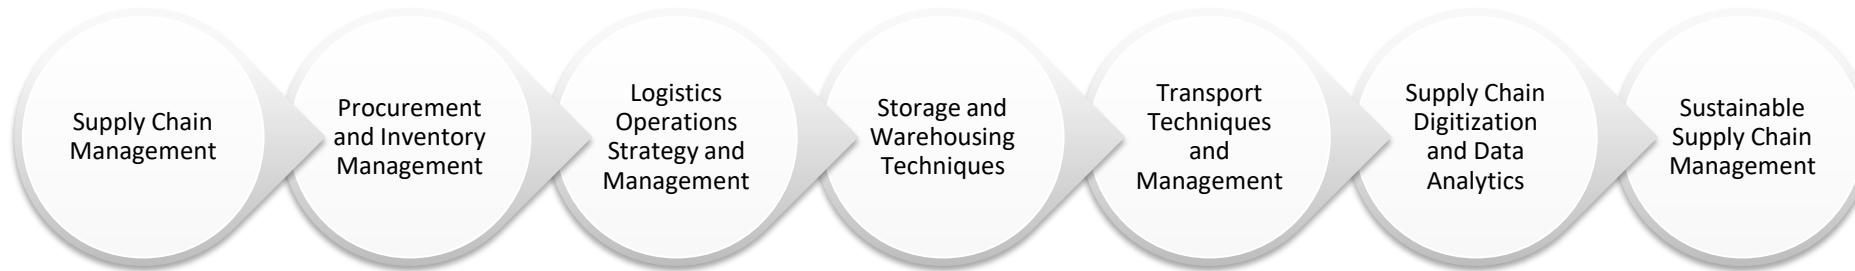 Supply Chain
Management
Procurement
and Inventory
Management
Logistics
Operations
Strategy and
Management
Storage and
Warehousing
Techniques
Transport
Techniques
and
Management
Supply Chain
Digitization
and Data
Analytics
Sustainable
Supply Chain
Management